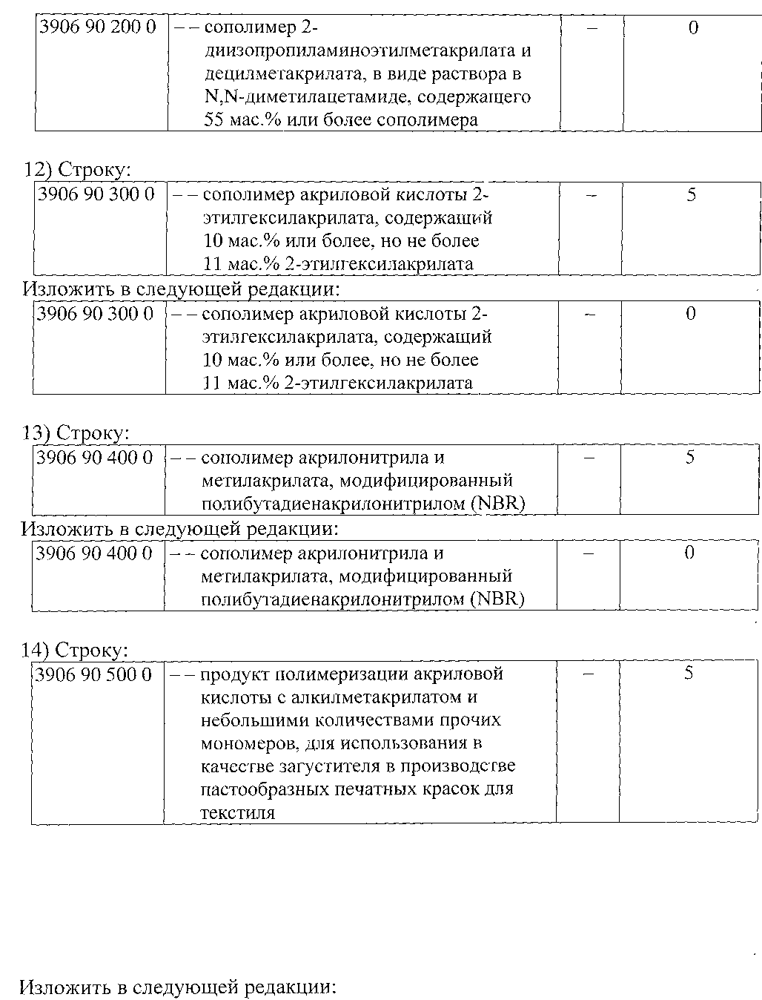 3906 90 200 0 – – сополимер 2- – 0
диизопропиламиноэтилметакрилата и
децилметакрилата, в виде раствора в
N,N-диметилацетамиде, содержащего
55 мас.% или более сополимера
12) Строку:
3906 90 300 0 – – сополимер акриловой кислоты 2- – 5
этилгексилакрилата, содержащий
10 мас.% или более, но не более
11 мас.% 2-этилгексилакрилата
Изложить в следующей редакции:
3906 90 300 0 – – сополимер акриловой кислоты 2- – 0
этилгексилакрилата, содержащий
10 мас.% или более, но не более
11 мас.% 2-этилгексилакрилата
13) Строку:
3906 90 400 0 – – сополимер акрилонитрила и – 5
метилакрилата, модифицированный
полибутадиенакрилонитрилом (NBR)
Изложить в следующей редакции:
3906 90 400 0 – – сополимер акрилонитрила и – 0
метилакрилата, модифицированный
полибутадиенакрилонитрилом (NBR)
14) Строку:
3906 90 500 0 – – продукт полимеризации акриловой – 5
кислоты с алкилметакрилатом и
небольшими количествами прочих
мономеров, для использования в
качестве загустителя в производстве
пастообразных печатных красок для
текстиля
Изложить в следующей редакции: